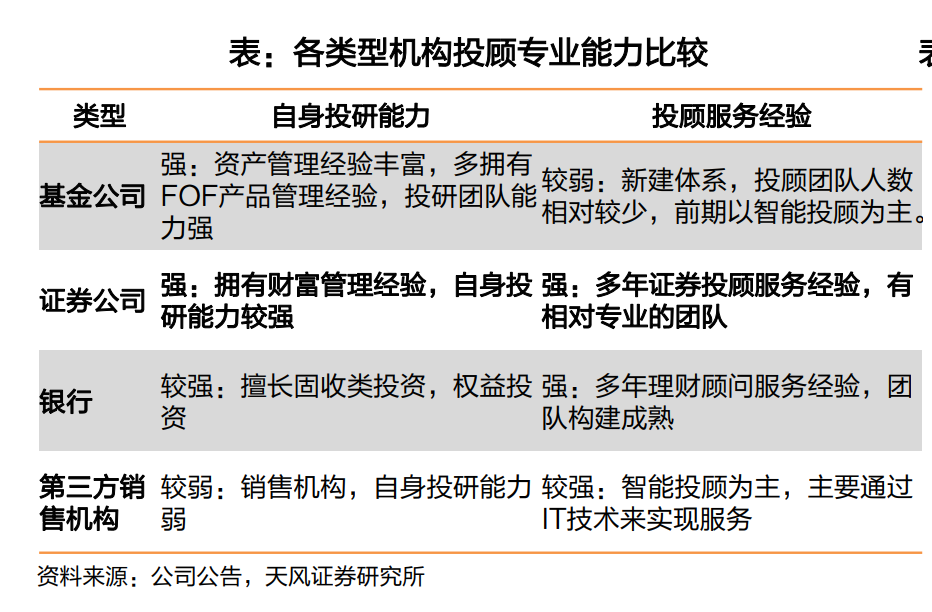 表：各类型机构投顾专业能力比较
类型 自身投研能力 投顾服务经验
基金公司
强：资产管理经验丰富，多拥有
FOF产品管理经验，投研团队能
力强
较弱：新建体系，投顾团队人数
相对较少，前期以智能投顾为主。
证券公司
强：拥有财富管理经验，自身投
研能力较强
强：多年证券投顾服务经验，有
相对专业的团队
银行
较强：擅长固收类投资，权益投
资
强：多年理财顾问服务经验，团
队构建成熟
第三方销
售机构
较弱：销售机构，自身投研能力
弱
较强：智能投顾为主，主要通过
IT技术来实现服务
资料来源：公司公告，天风证券研究所